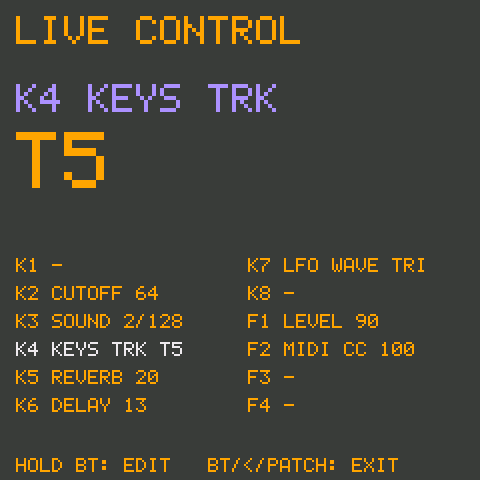 LIVE CONTROL
K4 KEYS TRK
T5
K1 -
K2 CUTOFF 64
K3 SOUND 2/128
K4 KEYS TRK T5
K5 REVERB 20
K6 DELAY 13
K7 LFO WAVE TRI
K8 -
F1 LEVEL 90
F2 MIDI CC 100
F3 -
F4 -
HOLD BT: EDIT BT/</PATCH: EXIT